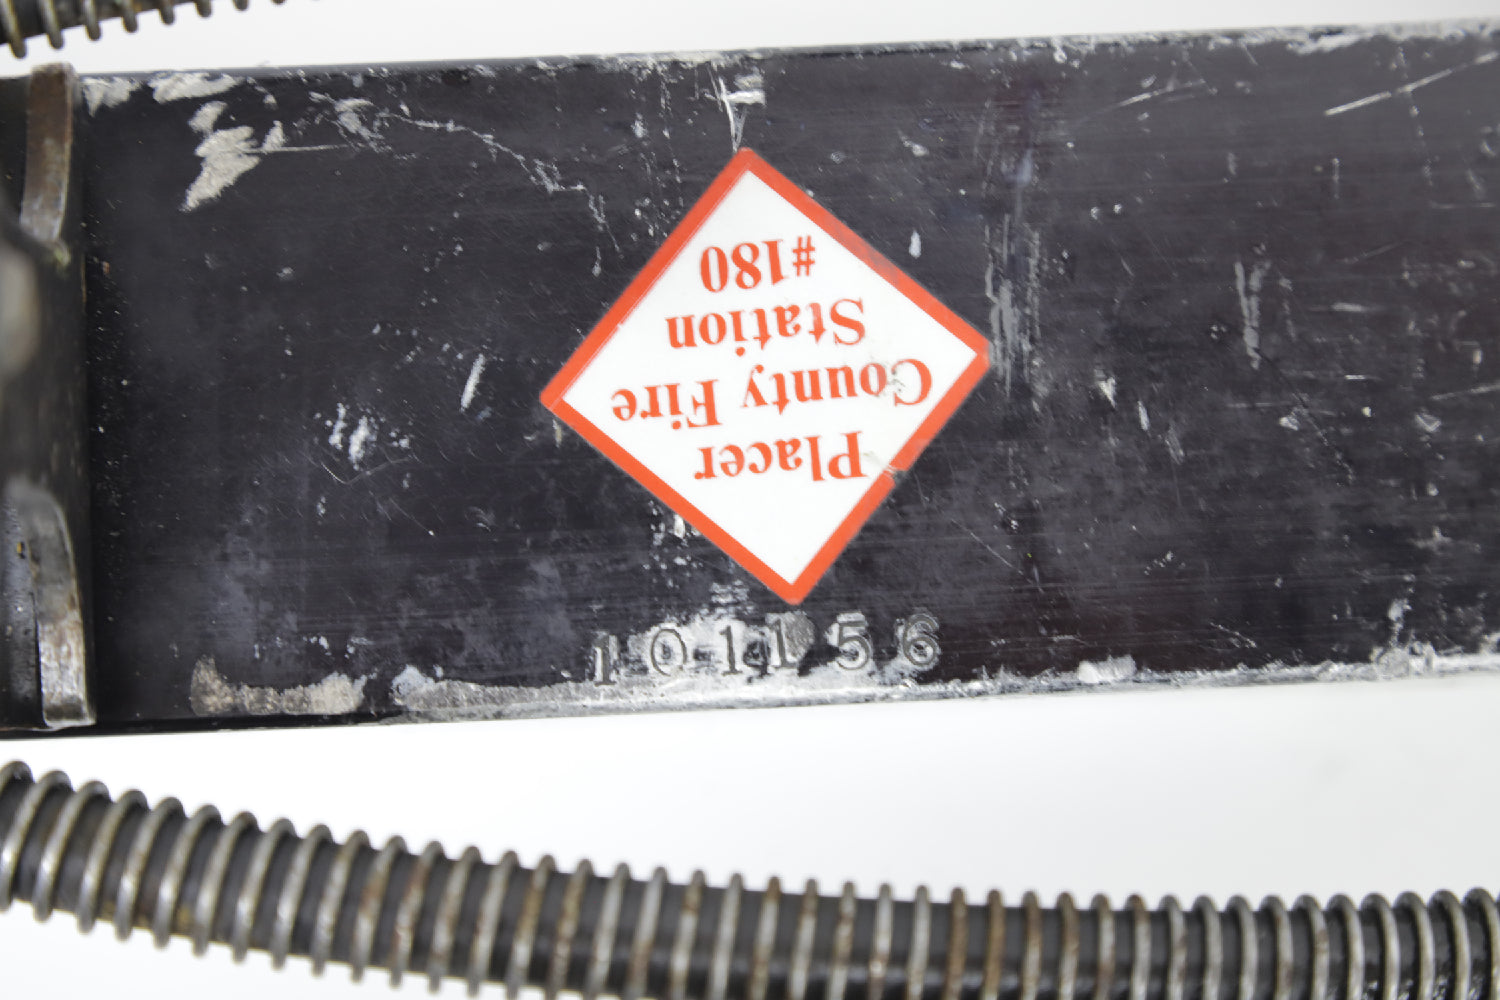 Placer
County Fire
Station
#180
101156